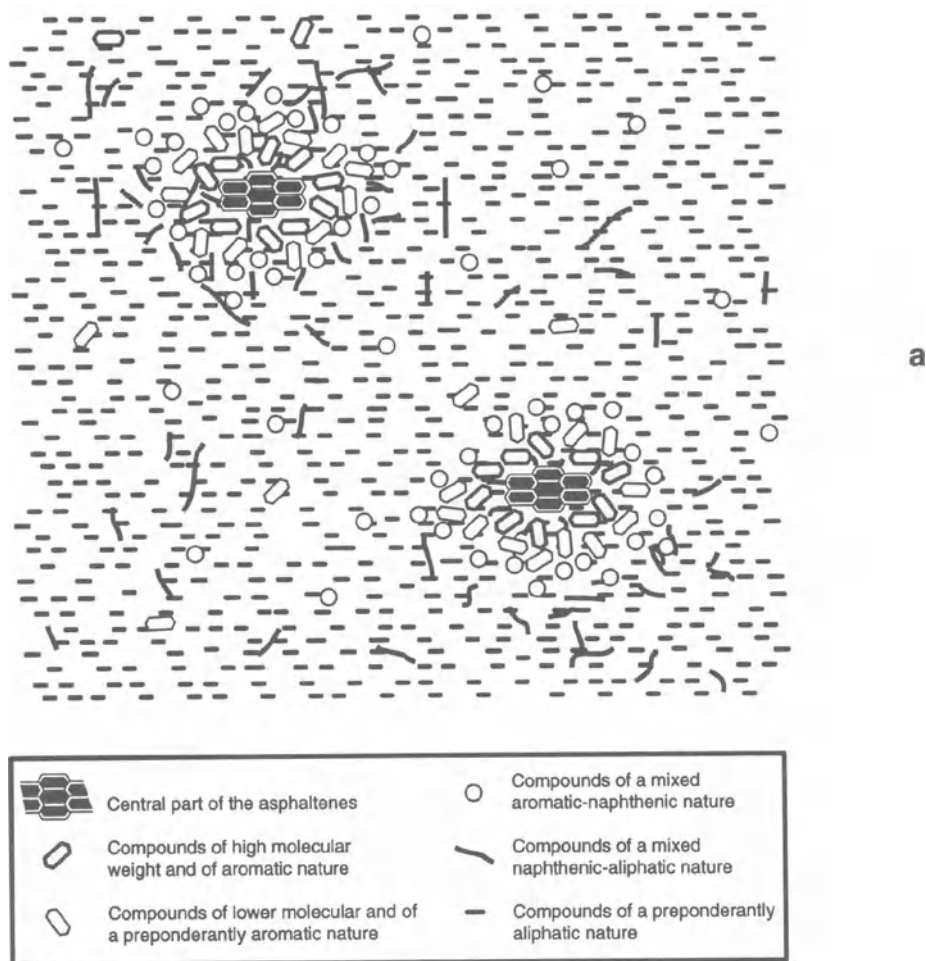 a
Central part of the asphaltenes
Compounds of high molecular
weight and of aromatic nature
Compounds of lower molecular and of
a preponderantly aromatic nature
Compounds of a mixed
aromatic-naphthenic nature
Compounds of a mixed
naphthenic-aliphatic nature
Compounds of a preponderantly
aliphatic nature